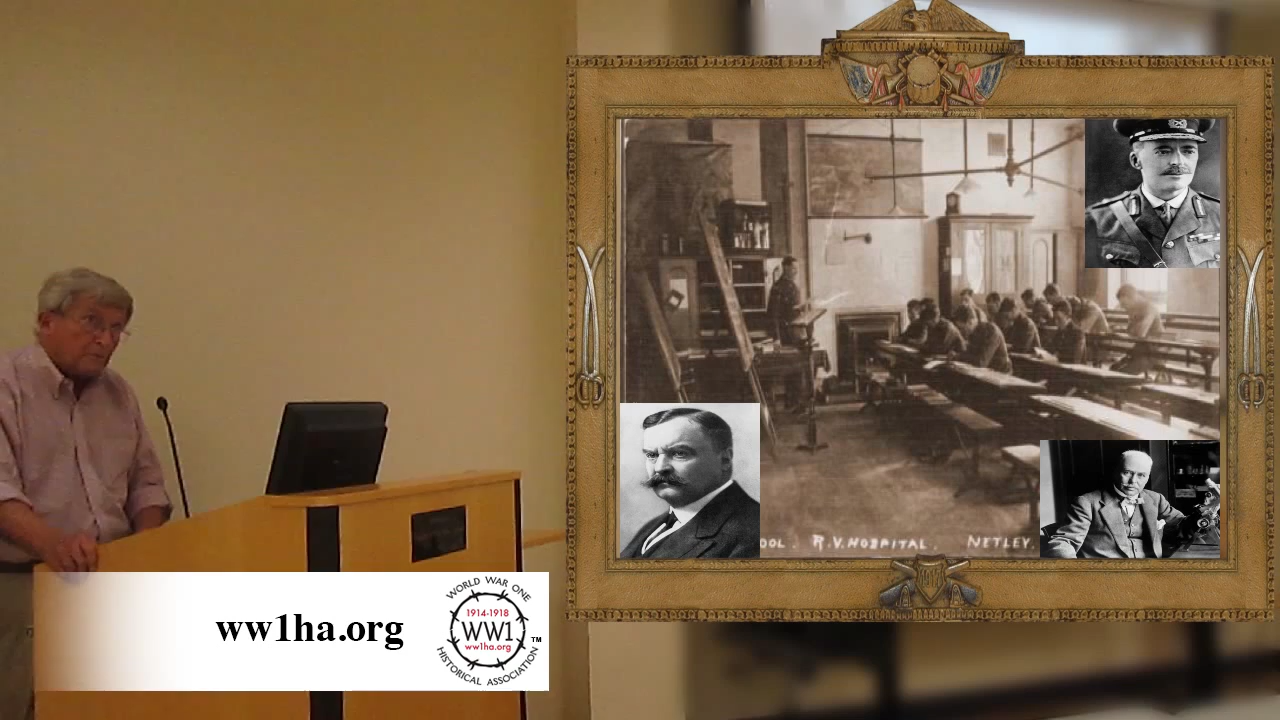 ww1ha.org
WORLD WAR ONE
1914-1918
WW1
ww1ha.org
HISTORICAL ASSOCIATION
TM
OOL. R.V. HOSPITAL. NETLEY.